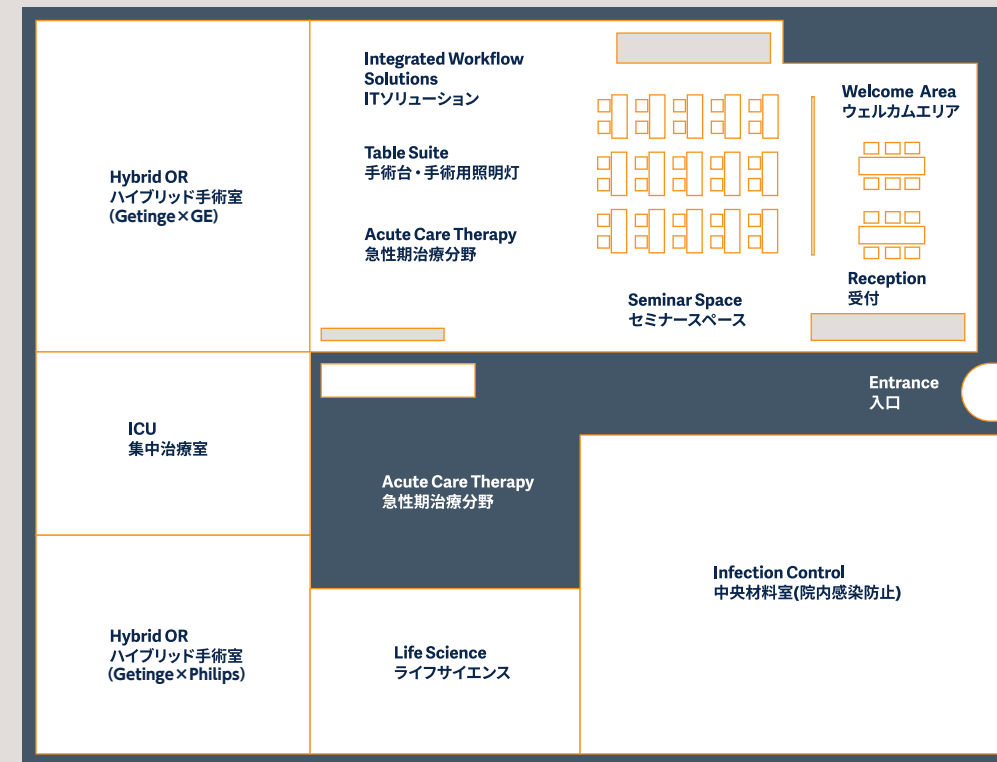 Integrated Workflow
Solutions
ITソリューション
Welcome Area
ウェルカムエリア
Table Suite
手術台・手術用照明灯
Hybrid OR
ハイブリッド手術室
(Getinge×GE)
Acute Care Therapy
急性期治療分野
Reception
受付
Seminar Space
セミナースペース
Entrance
入口
ICU
集中治療室
Acute Care Therapy
急性期治療分野
Infection Control
中央材料室(院内感染防止)
Hybrid OR
ハイブリッド手術室
(Getinge×Philips)
Life Science
ライフサイエンス